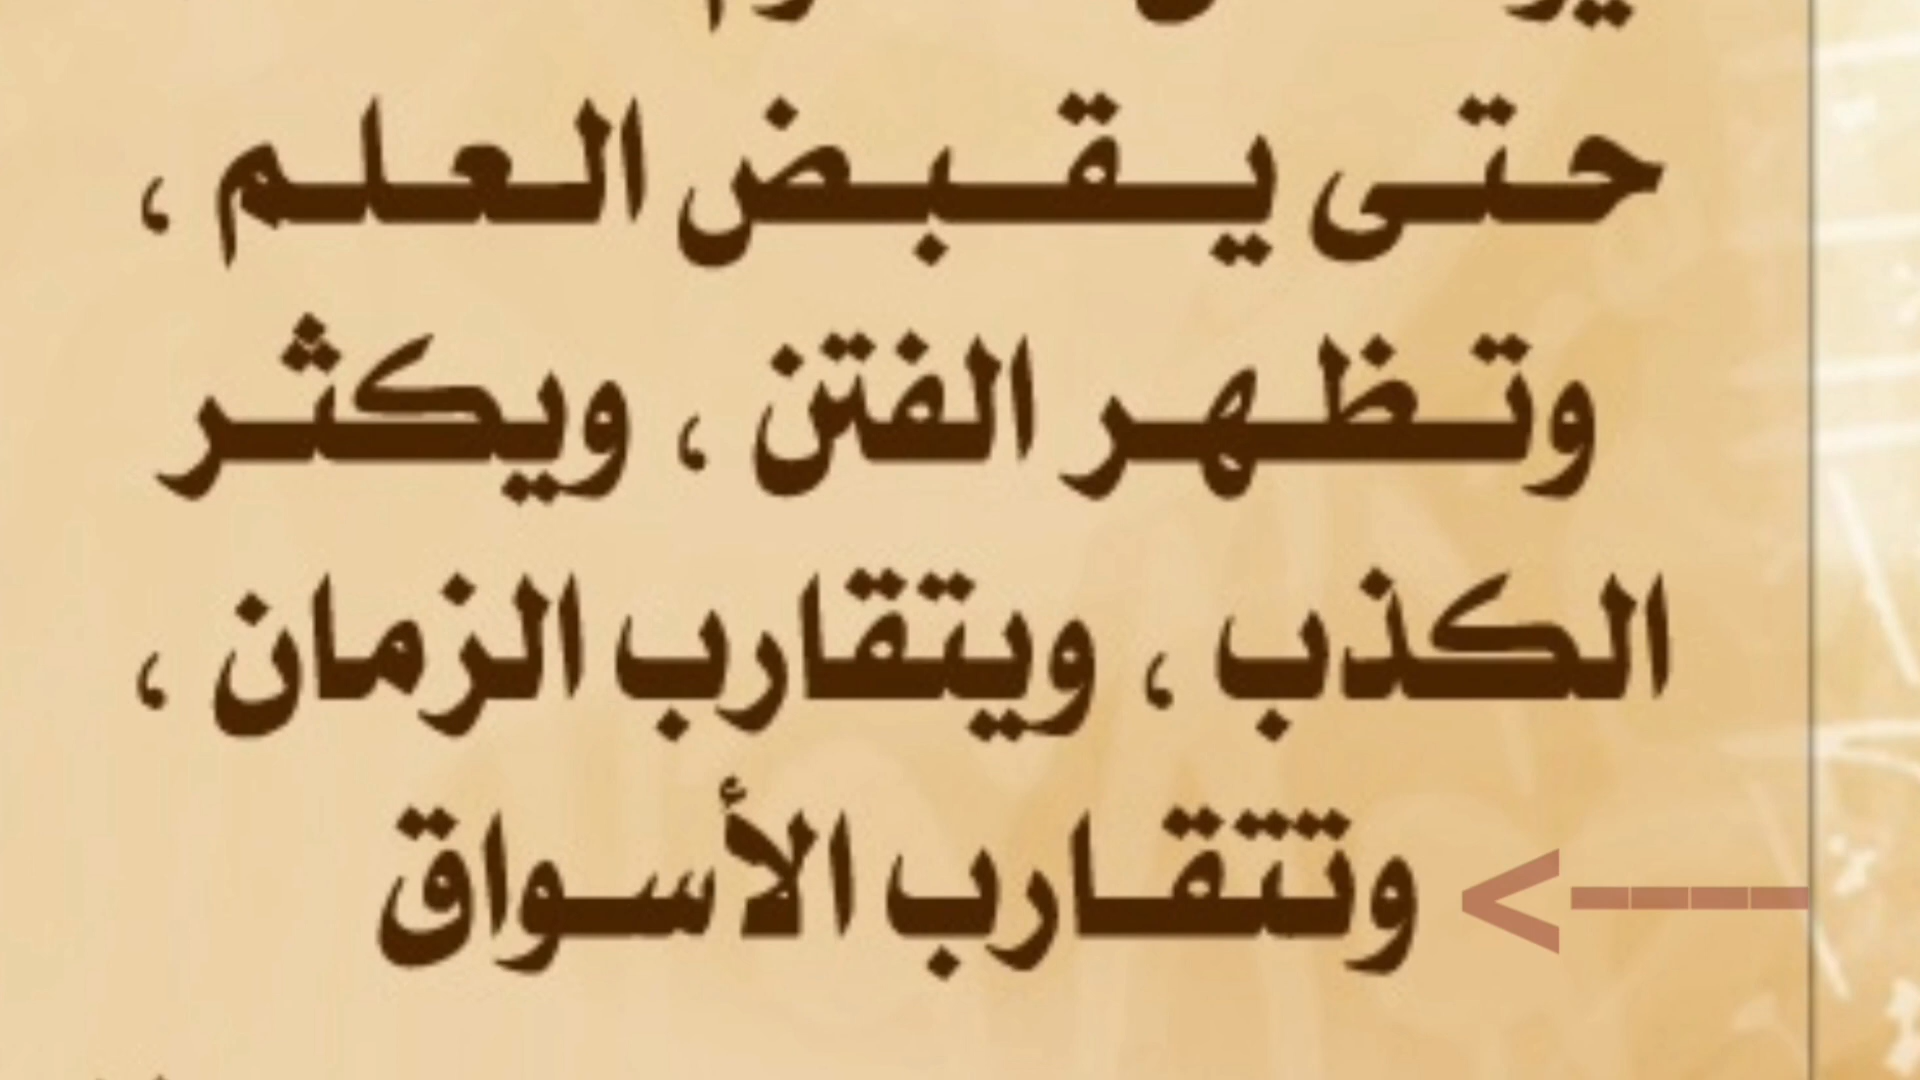 حتى يقبض العلم ،
وتظهر الفتن ، ويكثر
الكذب ، ويتقارب الزمان ،
وتتقارب الأسواق